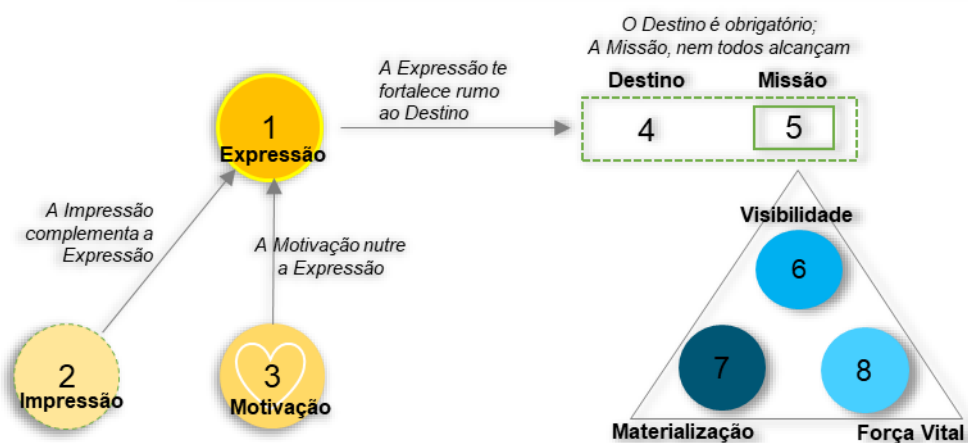 O Destino é obrigatório;
A Missão, nem todos alcançam
Destino Missão
4 5
A Expressão te
fortalece rumo
ao Destino
1
Expressão
A Impressão
complementa a
Expressão
A Motivação nutre
a Expressão
2
Impressão
3
Motivação
Visibilidade
6
7
8
Materialização
Força Vital